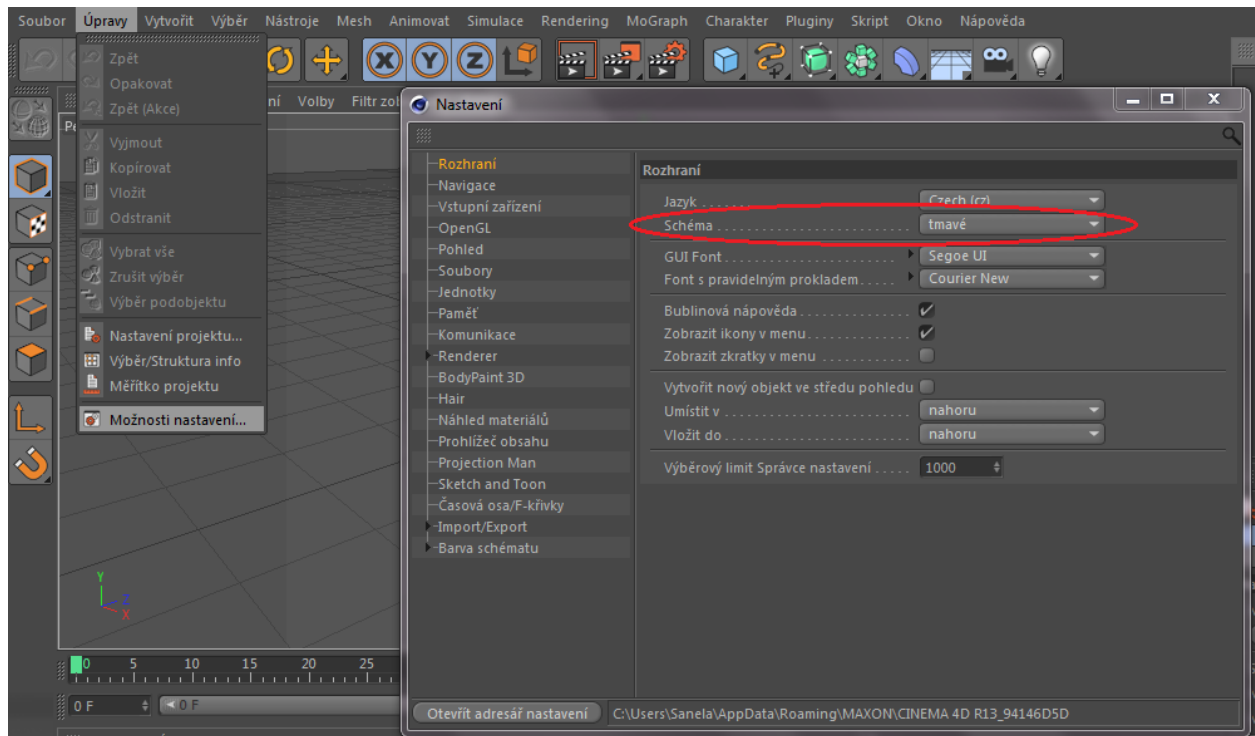 Soubor Úpravy Vytvořit Výběr Nástroje Mesh Animovat Simulace Rendering MoGraph Charakter Pluginy Skript Okno Nápověda
Zpět
Opakovat
Zpět (Akce)
Vyjmout
Kopírovat
Vložit
Odstranit
Vybrat vše
Zrušit výběr
Výběr podobjektu
Nastavení projektu...
Výběr/Struktura info
Měřítko projektu
Možnosti nastavení...
X Y Z
ní Volby Filtr zol
Pe
Y
Z
X
0 5 10 15 20 25
0 F
0 F
Nastavení
Rozhraní
Navigace
Vstupní zařízení
OpenGL
Pohled
Soubory
Jednotky
Paměť
Komunikace
Renderer
BodyPaint 3D
Hair
Náhled materiálů
Prohlížeč obsahu
Projection Man
Sketch and Toon
Časová osa/F-křivky
Import/Export
Barva schématu
Rozhraní
Jazyk . . . . . . . Czech (cz)
Schéma . . . . . . . . . . . . . . . . . . . . . . . . . . tmavé
GUI Font . . . . . . . . . . . . . . . . . . . . . . . . Segoe UI
Font s pravidelným prokladem . . . . . Courier New
Bublinová nápověda . . . . . . . . . . . . . . .
Zobrazit ikony v menu . . . . . . . . . . . . . .
Zobrazit zkratky v menu . . . . . . . . . . . .
Vytvořit nový objekt ve středu pohledu
Umístit v . . . . . . . . . . . . . . . . . . . . . . . . . nahoru
Vložit do . . . . . . . . . . . . . . . . . . . . . . . . . nahoru
Výběrový limit Správce nastavení . . . . . 1000
Otevřít adresář nastavení C:\Users\Sanela\AppData\Roaming\MAXON\CINEMA 4D R13_94146D5D